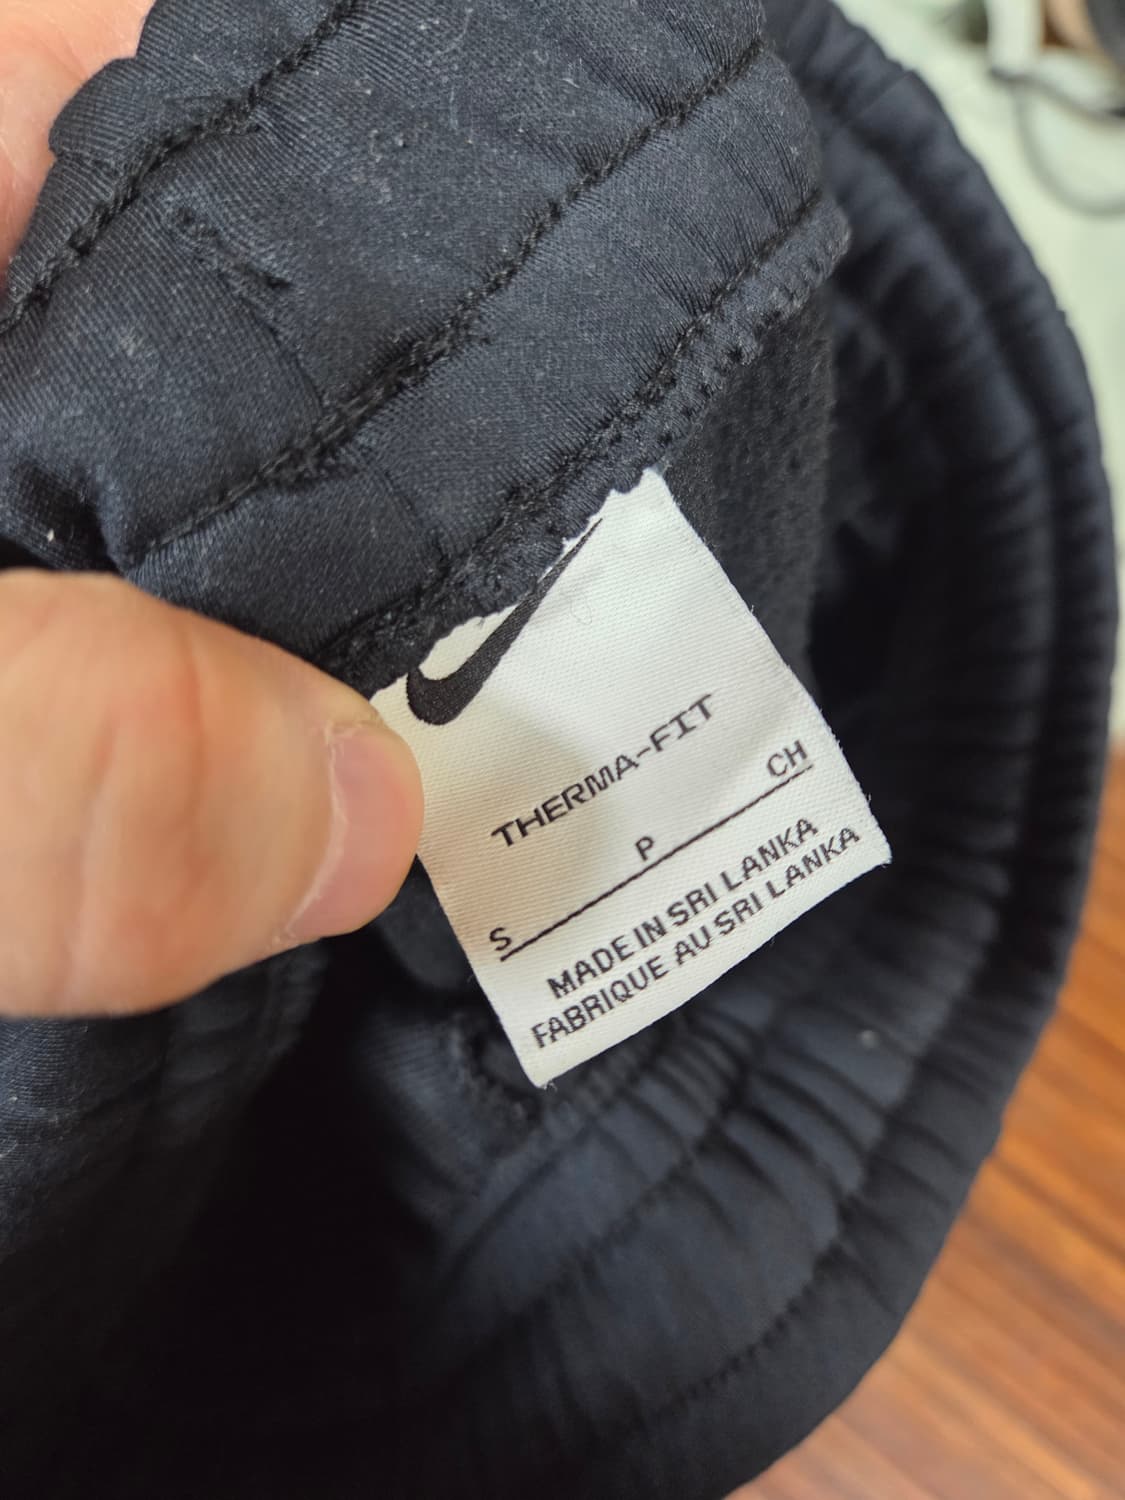 THERMA-FIT
S P CH
MADE IN SRI LANKA
FABRIQUE AU SRI LANKA